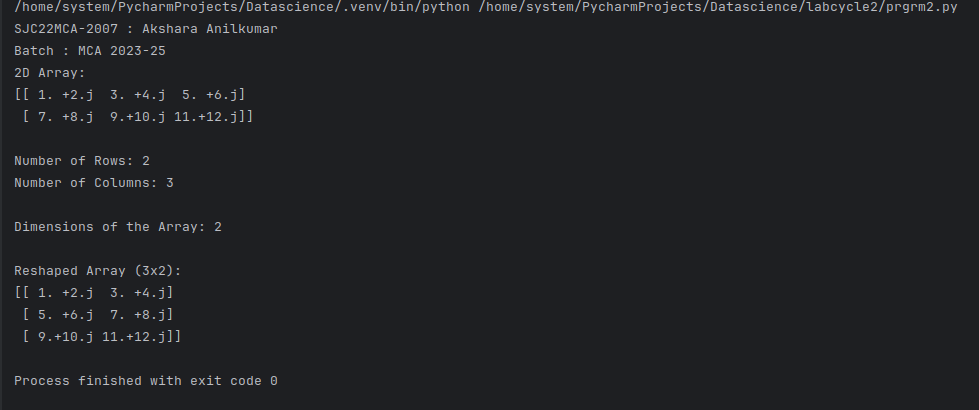 /home/system/PycharmProjects/Datascience/.venv/bin/python /home/system/PycharmProjects/Datascience/labcycle2/prgrm2.py
SJC22MCA-2007 : Akshara Anilkumar
Batch : MCA 2023-25
2D Array:
[[ 1. +2.j  3. +4.j  5. +6.j]
 [ 7. +8.j  9.+10.j 11.+12.j]]

Number of Rows: 2
Number of Columns: 3

Dimensions of the Array: 2

Reshaped Array (3x2):
[[ 1. +2.j  3. +4.j]
 [ 5. +6.j  7. +8.j]
 [ 9.+10.j 11.+12.j]]

Process finished with exit code 0